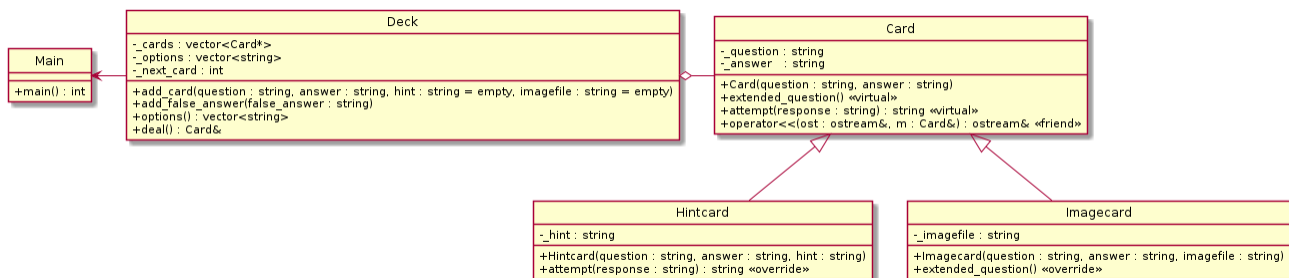 Main
+main() : int
Deck
-_cards : vector<Card*>
-_options : vector<string>
-_next_card : int
+add_card(question : string, answer : string, hint : string = empty, imagefile : string = empty)
+add_false_answer(false_answer : string)
+options() : vector<string>
+deal() : Card&
Card
-_question : string
-_answer   : string
+Card(question : string, answer : string)
+extended_question() «virtual»
+attempt(response : string) : string «virtual»
+operator<<(ost : ostream&, m : Card&) : ostream& «friend»
Hintcard
-_hint : string
+Hintcard(question : string, answer : string, hint : string)
+attempt(response : string) : string «override»
Imagecard
-_imagefile : string
+Imagecard(question : string, answer : string, imagefile : string)
+extended_question() «override»